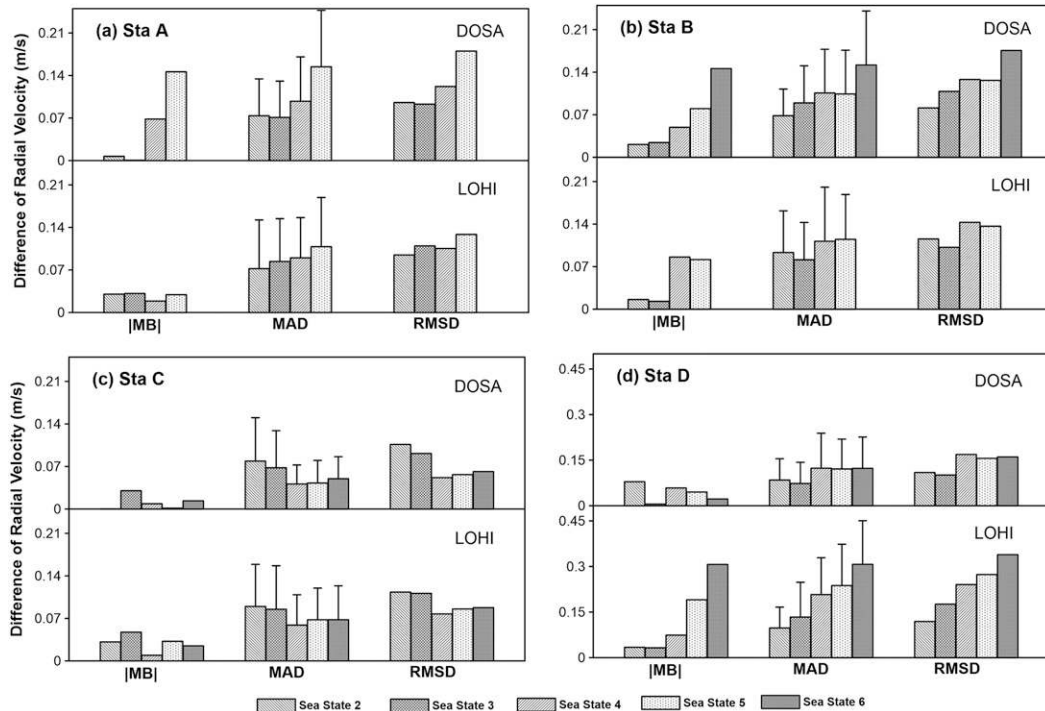 (a) Sta A
DOSA
0.21
0.14
0.07
0
LOHI
0.21
0.14
0.07
0
|MB|
MAD
RMSD
Difference of Radial Velocity (m/s)
(b) Sta B
DOSA
0.21
0.14
0.07
0
LOHI
0.21
0.14
0.07
0
|MB|
MAD
RMSD
(c) Sta C
DOSA
0.21
0.14
0.07
0
LOHI
0.21
0.14
0.07
0
|MB|
MAD
RMSD
Difference of Radial Velocity (m/s)
(d) Sta D
DOSA
0.45
0.3
0.15
0
LOHI
0.45
0.3
0.15
0
|MB|
MAD
RMSD
Sea State 2
Sea State 3
Sea State 4
Sea State 5
Sea State 6